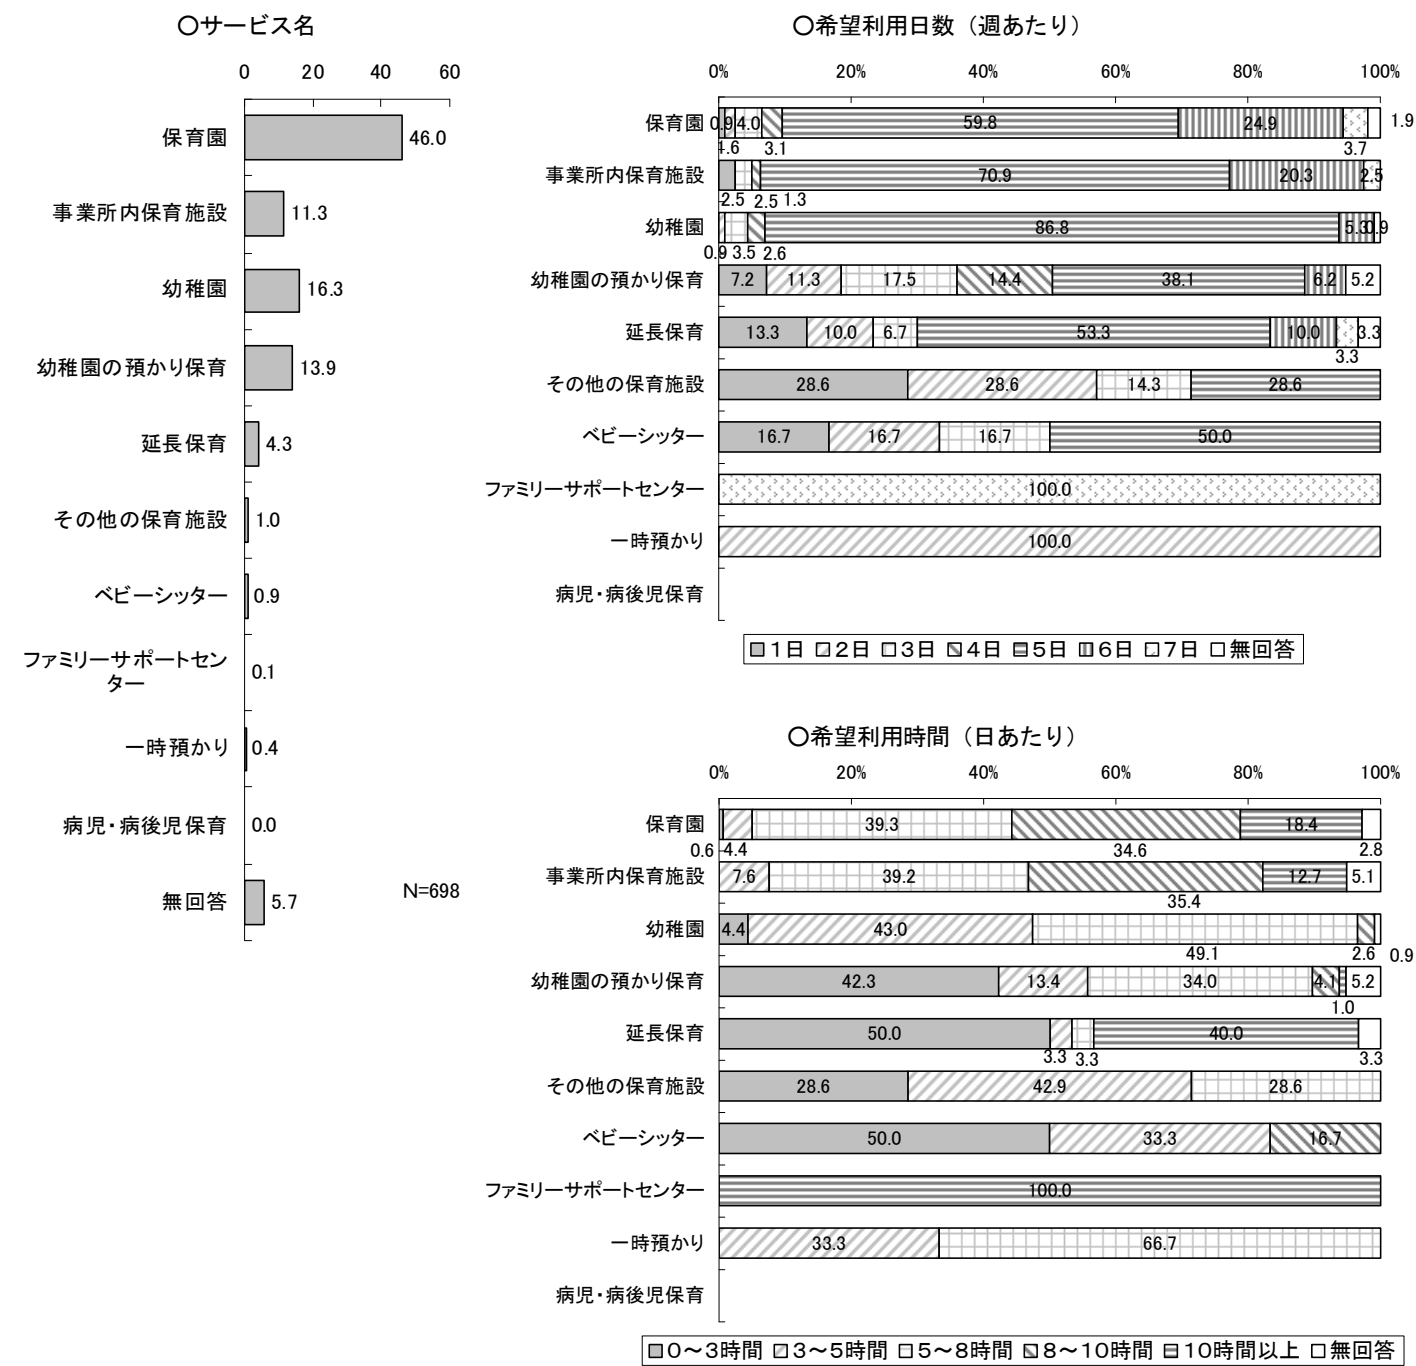 〇サービス名
0 20 40 60
保育園 46.0
事業所内保育施設 11.3
幼稚園 16.3
幼稚園の預かり保育 13.9
延長保育 4.3
その他の保育施設 1.0
ベビーシッター 0.9
ファミリーサポートセン
ター 0.1
一時預かり 0.4
病児・病後児保育 0.0
無回答 5.7
N=698
〇希望利用日数（週あたり）
0% 20% 40% 60% 80% 100%
保育園 0.9 4.0 59.8 24.9 1.9
1.6 3.1 3.7
事業所内保育施設 70.9 20.3 2.5
2.5 2.5 1.3
幼稚園 86.8 5.3 0.9
0.9 3.5 2.6
幼稚園の預かり保育 7.2 11.3 17.5 14.4 38.1 6.2 5.2
延長保育 13.3 10.0 6.7 53.3 10.0 3.3
3.3
その他の保育施設 28.6 28.6 14.3 28.6
ベビーシッター 16.7 16.7 16.7 50.0
ファミリーサポートセンター 100.0
一時預かり 100.0
病児・病後児保育
1日 2日 3日 4日 5日 6日 7日 無回答
〇希望利用時間（日あたり）
0% 20% 40% 60% 80% 100%
保育園 39.3 18.4
0.6 4.4 34.6 2.8
事業所内保育施設 7.6 39.2 12.7 5.1
35.4
幼稚園 4.4 43.0
49.1 2.6 0.9
幼稚園の預かり保育 42.3 13.4 34.0 4.1 5.2
1.0
延長保育 50.0 40.0
3.3 3.3 3.3
その他の保育施設 28.6 42.9 28.6
ベビーシッター 50.0 33.3 16.7
ファミリーサポートセンター 100.0
一時預かり 33.3 66.7
病児・病後児保育
0～3時間 3～5時間 5～8時間 8～10時間 10時間以上 無回答